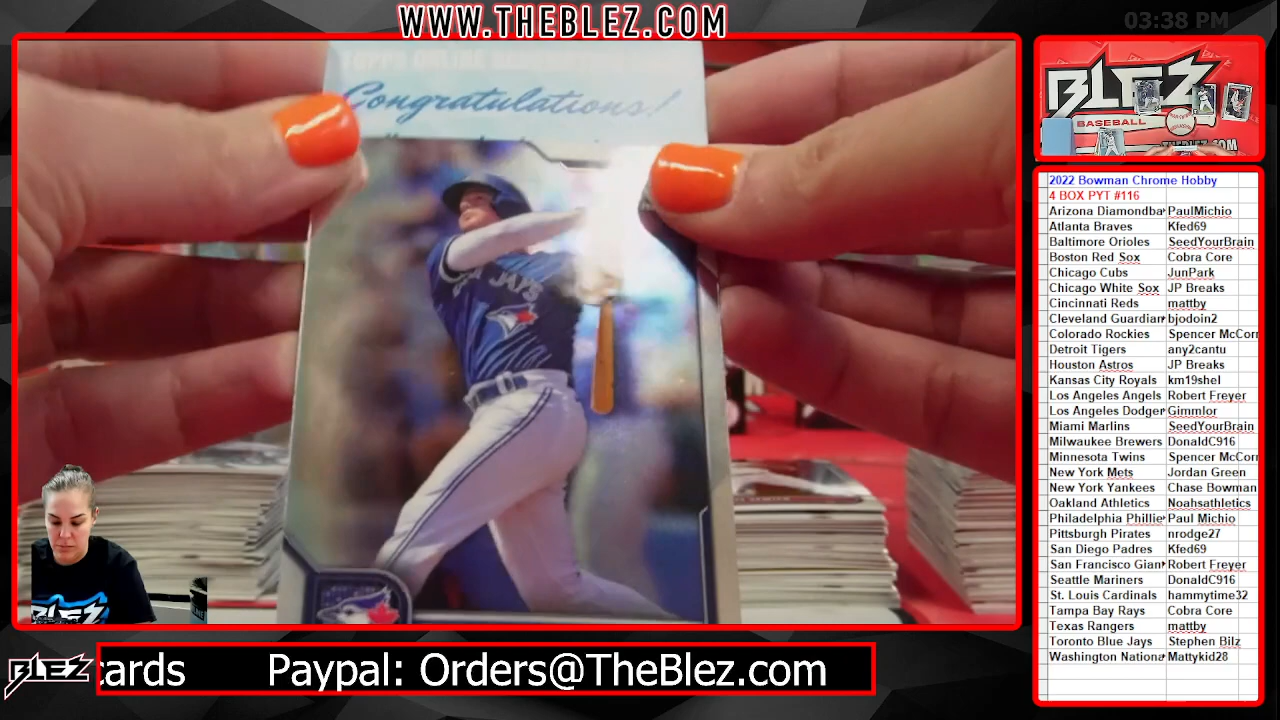 WWW.THEBLEZ.COM
03:38 PM
Congratulations!
JAYS
BLEZ
BASEBALL
2022 Bowman Chrome Hobby
4 BOX PYT #116
Arizona Diamondba PaulMichio
Atlanta Braves Kfed69
Baltimore Orioles SeedYourBrain
Boston Red Sox Cobra Core
Chicago Cubs JunPark
Chicago White Sox JP Breaks
Cincinnati Reds mattby
Cleveland Guardian bjodoin2
Colorado Rockies Spencer McCorr
Detroit Tigers any2cantu
Houston Astros JP Breaks
Kansas City Royals km19shel
Los Angeles Angels Robert Freyer
Los Angeles Dodger Gimmlor
Miami Marlins SeedYourBrain
Milwaukee Brewers DonaldC916
Minnesota Twins Spencer McCorr
New York Mets Jordan Green
New York Yankees Chase Bowman
Oakland Athletics Noahsathletics
Philadelphia Phillie Paul Michio
Pittsburgh Pirates nrodge27
San Diego Padres Kfed69
San Francisco Gian Robert Freyer
Seattle Mariners DonaldC916
St. Louis Cardinals hammytime32
Tampa Bay Rays Cobra Core
Texas Rangers mattby
Toronto Blue Jays Stephen Bilz
Washington Nationa Mattykid28
BLEZ
BLEZ cards Paypal: Orders@TheBlez.com